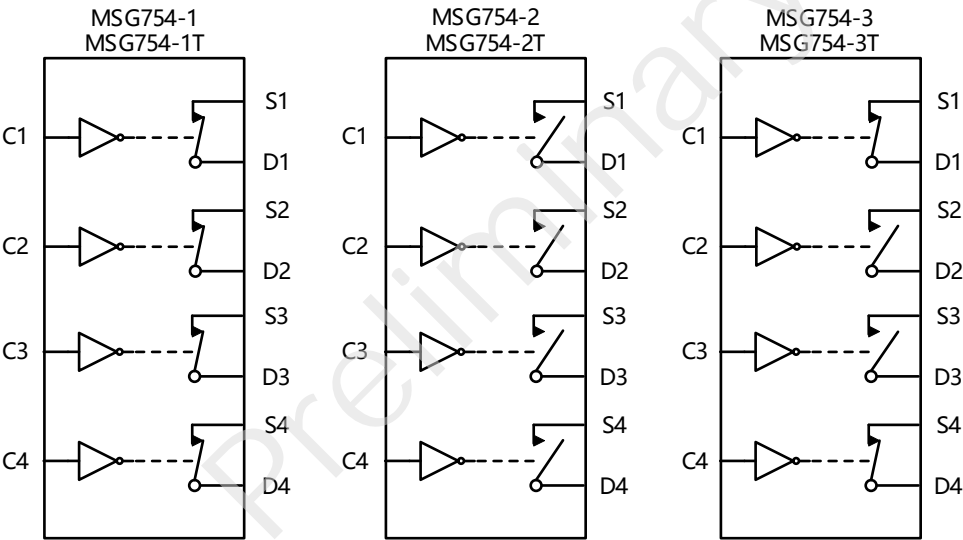 MSG754-1
MSG754-1T
C1
S1
D1
C2
S2
D2
C3
S3
D3
C4
S4
D4
MSG754-2
MSG754-2T
C1
S1
D1
C2
S2
D2
C3
S3
D3
C4
S4
D4
MSG754-3
MSG754-3T
C1
S1
D1
C2
S2
D2
C3
S3
D3
C4
S4
D4
Preliminary